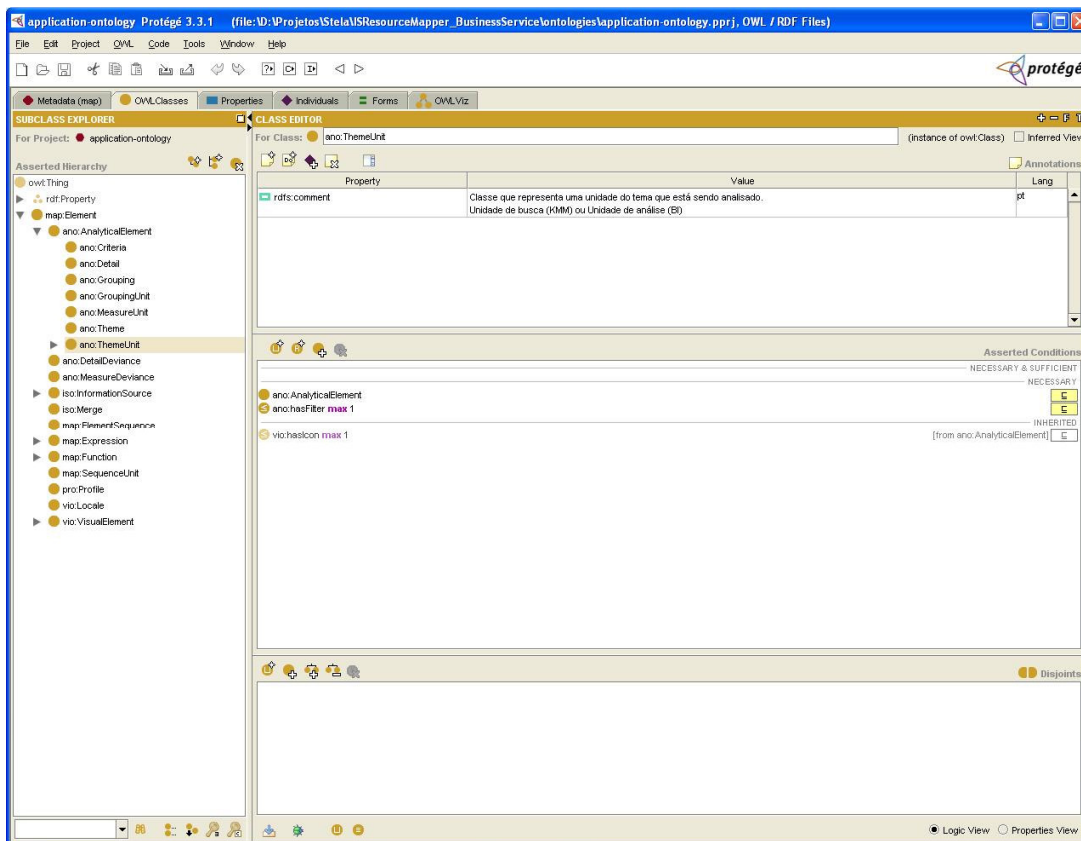 application-ontology Protégé 3.3.1 (file:\D:\Projetos\Stela\ISResourceMapper_BusinessService\ontologies\application-ontology.pprj, OWL / RDF Files)
File Edit Project OWL Code Tools Window Help
protégé
Metadata (map) OWLClasses Properties Individuals Forms OWLViz
SUBCLASS EXPLORER
For Project: application-ontology
Asserted Hierarchy
owl:Thing
rdf:Property
map:Element
ano:AnalyticalElement
ano:Criteria
ano:Detail
ano:Grouping
ano:GroupingUnit
ano:MeasureUnit
ano:Theme
ano:ThemeUnit
ano:DetailDeviance
ano:MeasureDeviance
iso:InformationSource
iso:Merge
map:ElementSequence
map:Expression
map:Function
map:SequenceUnit
pro:Profile
vio:Locale
vio:VisualElement
CLASS EDITOR
For Class: ano:ThemeUnit (instance of owl:Class) Inferred View
Annotations
Property Value Lang
rdfs:comment Classe que representa uma unidade do tema que está sendo analisado. pt
Unidade de busca (KMM) ou Unidade de análise (BI)
Asserted Conditions
NECESSARY & SUFFICIENT
NECESSARY
ano:AnalyticalElement
ano:hasFilter max 1
INHERITED
vio:hasIcon max 1 [from ano:AnalyticalElement]
Disjoints
Logic View Properties View